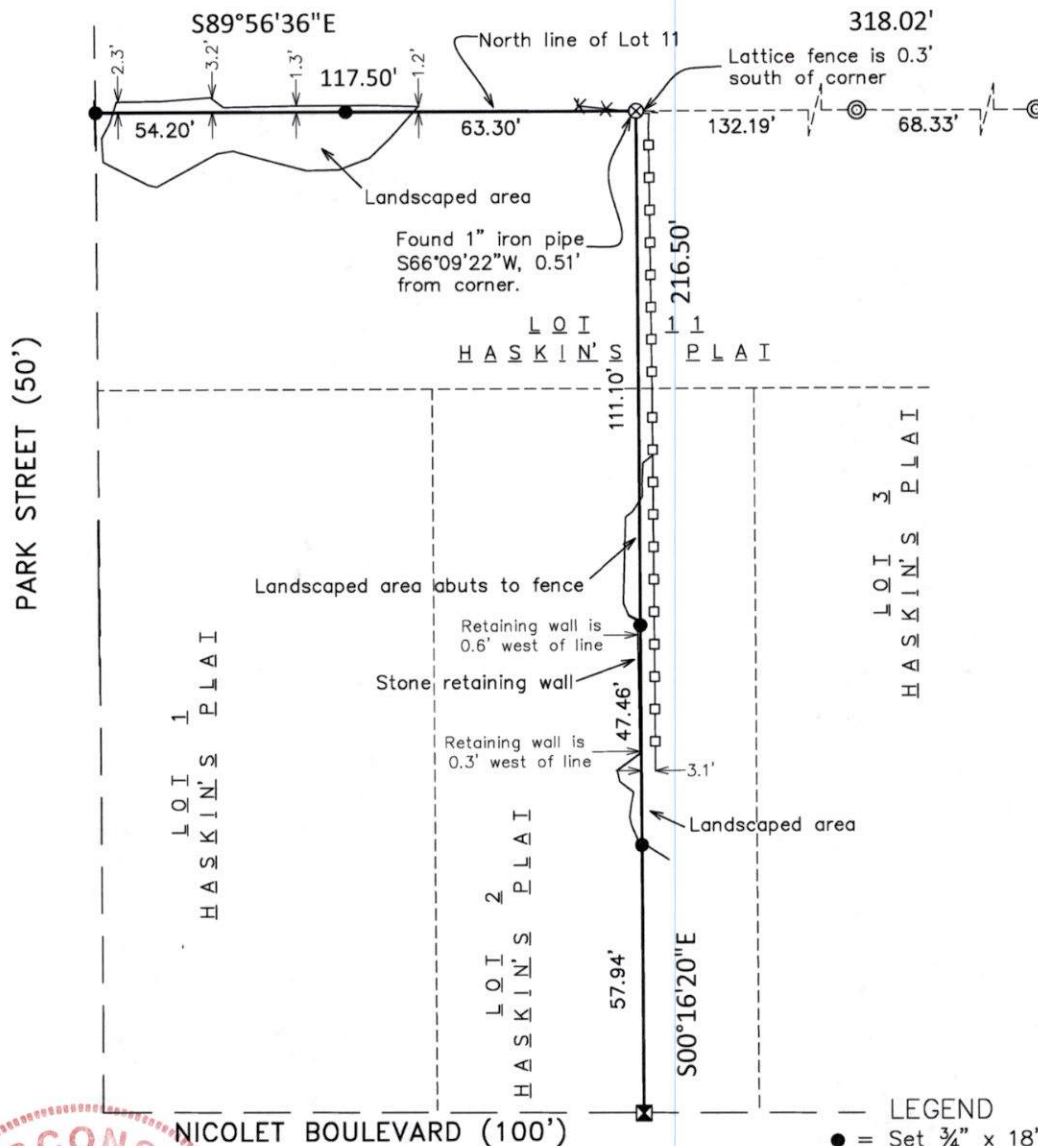 S89°56'36"E
318.02'
2.3'
3.2'
1.3'
117.50'
1.2'
North line of Lot 11
Lattice fence is 0.3'
south of corner
54.20'
63.30'
132.19'
68.33'
Landscaped area
Found 1" iron pipe
S66°09'22"W, 0.51'
from corner.
216.50'
LOT 11
HASKIN'S PLAT
PARK STREET (50')
111.10'
LOT 3
HASKIN'S PLAT
Landscaped area abuts to fence
Retaining wall is
0.6' west of line
Stone retaining wall
47.46'
LOT 1
HASKIN'S PLAT
Retaining wall is
0.3' west of line
3.1'
Landscaped area
LOT 2
HASKIN'S PLAT
57.94'
S00°16'20"E
NICOLET BOULEVARD (100')
LEGEND
● = Set ¾" x 18"
CONS